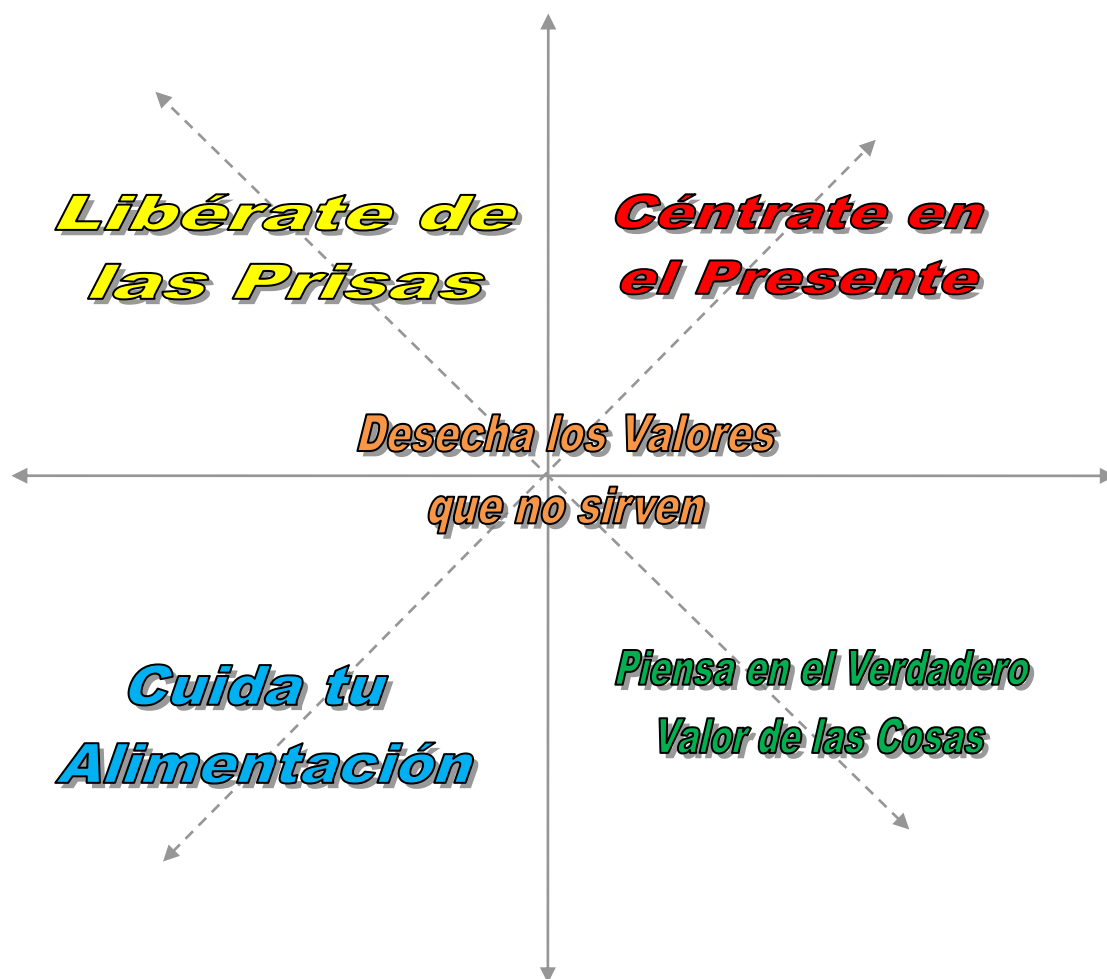 Libérate de
las Prisas
Céntrate en
el Presente
Desecha los Valores
que no sirven
Cuida tu
Alimentación
Piensa en el Verdadero
Valor de las Cosas